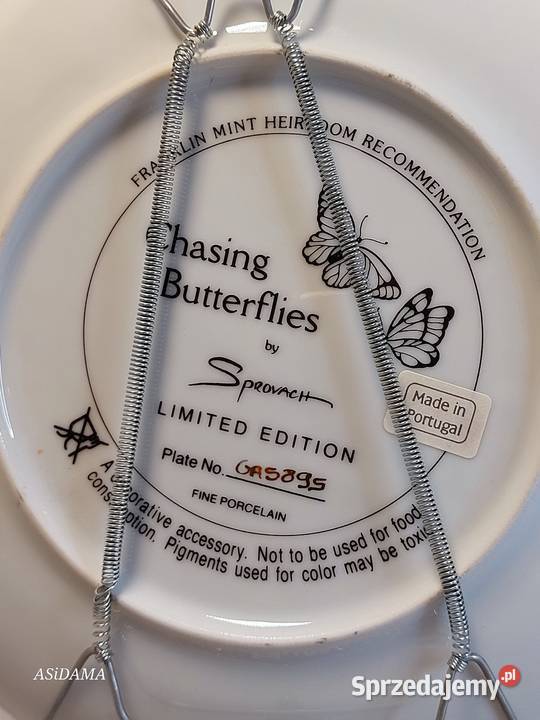 FRANKLIN MINT HEIRLOOM RECOMMENDATION
Chasing
Butterflies
by
SPROVACH
LIMITED EDITION
Plate No. GA5895
FINE PORCELAIN
Made in
Portugal
A decorative accessory. Not to be used for food
consumption. Pigments used for color may be toxic.
ASiDAMA
Sprzedajemy.pl